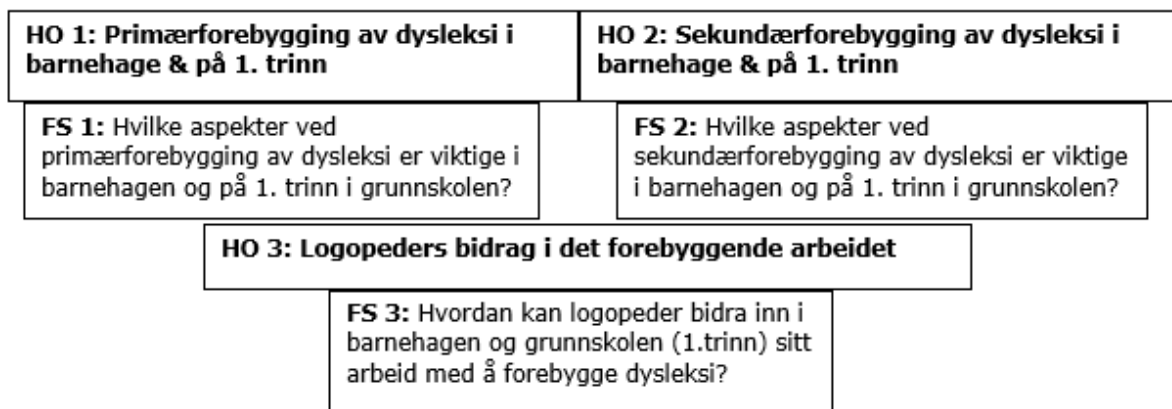 HO 1: Primærforebygging av dysleksi i
barnehage & på 1. trinn
HO 2: Sekundærforebygging av dysleksi i
barnehage & på 1. trinn
FS 1: Hvilke aspekter ved
primærforebygging av dysleksi er viktige i
barnehagen og på 1. trinn i grunnskolen?
FS 2: Hvilke aspekter ved
sekundærforebygging av dysleksi er viktige
i barnehagen og på 1. trinn i grunnskolen?
HO 3: Logopeders bidrag i det forebyggende arbeidet
FS 3: Hvordan kan logopeder bidra inn i
barnehagen og grunnskolen (1.trinn) sitt
arbeid med å forebygge dysleksi?